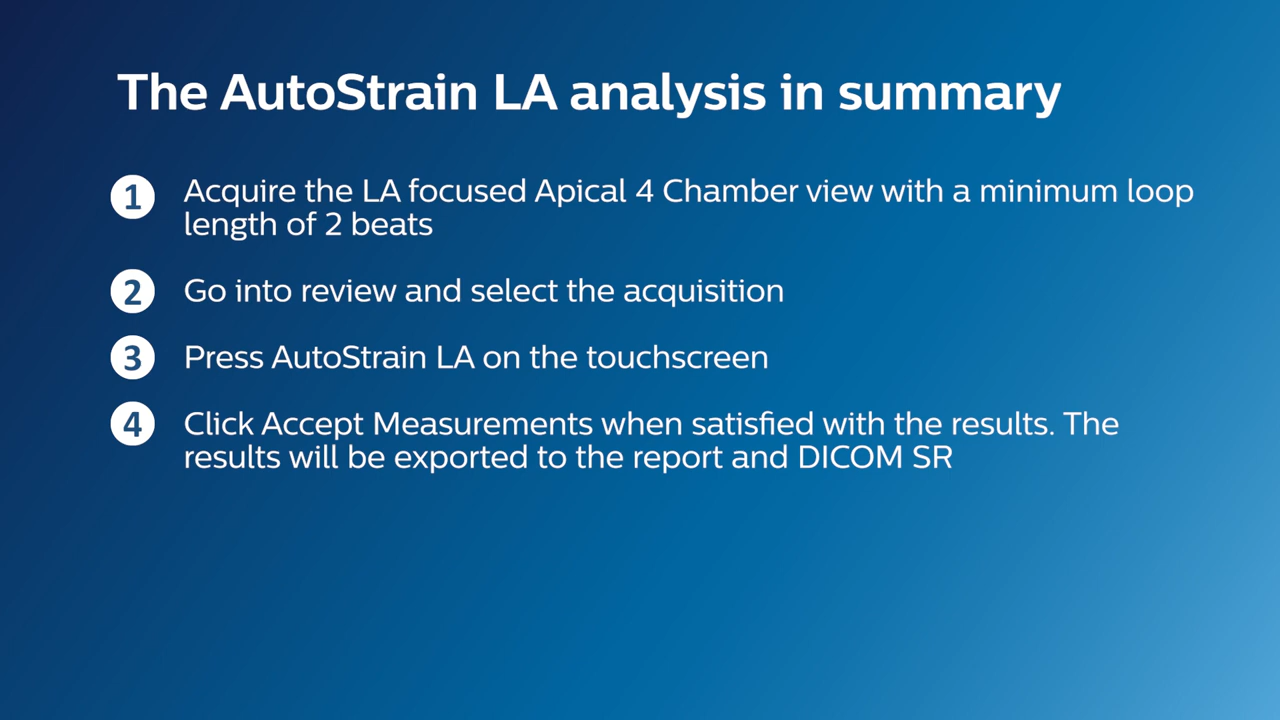 The AutoStrain LA analysis in summary
1 Acquire the LA focused Apical 4 Chamber view with a minimum loop
length of 2 beats
2 Go into review and select the acquisition
3 Press AutoStrain LA on the touchscreen
4 Click Accept Measurements when satisfied with the results. The
results will be exported to the report and DICOM SR